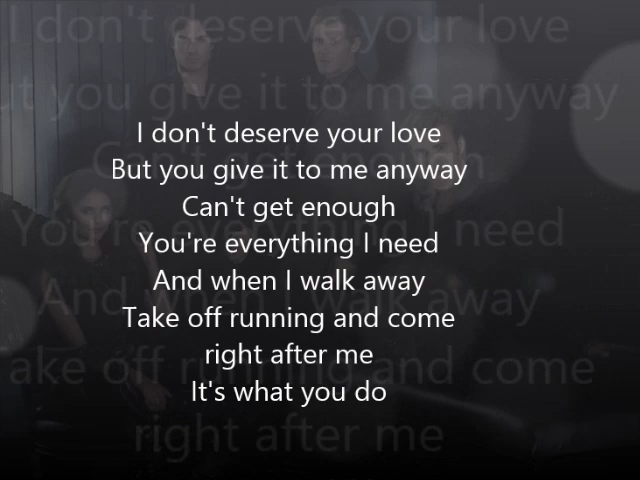 I don't deserve your love
But you give it to me anyway
Can't get enough
You're everything I need
And when I walk away
Take off running and come
right after me
It's what you do